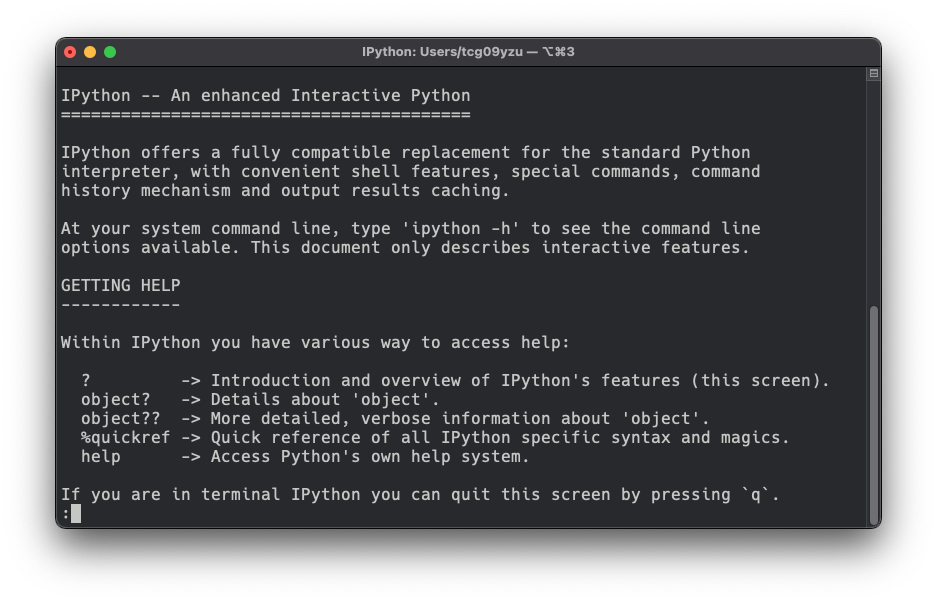 IPython: Users/tcg09yzu — ⌥⌘3
IPython -- An enhanced Interactive Python
=========================================
IPython offers a fully compatible replacement for the standard Python
interpreter, with convenient shell features, special commands, command
history mechanism and output results caching.
At your system command line, type 'ipython -h' to see the command line
options available. This document only describes interactive features.
GETTING HELP
------------
Within IPython you have various way to access help:
  ?         -> Introduction and overview of IPython's features (this screen).
  object?   -> Details about 'object'.
  object??  -> More detailed, verbose information about 'object'.
  %quickref -> Quick reference of all IPython specific syntax and magics.
  help      -> Access Python's own help system.
If you are in terminal IPython you can quit this screen by pressing `q`.
: